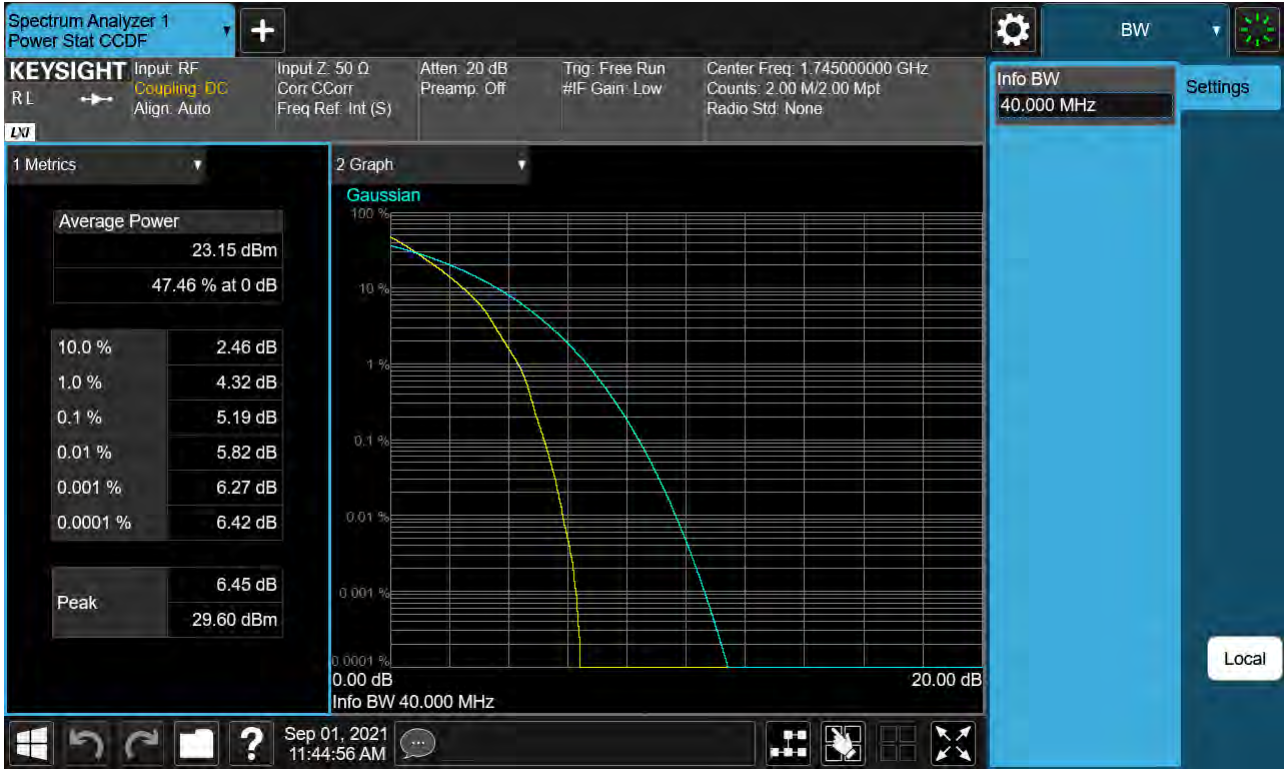 Spectrum Analyzer 1
Power Stat CCDF
BW
KEYSIGHT
R L
LXI
Input: RF
Coupling: DC
Align: Auto
Input Z: 50 Ω
Corr CCorr
Freq Ref: Int (S)
Atten: 20 dB
Preamp: Off
Trig: Free Run
#IF Gain: Low
Center Freq: 1.745000000 GHz
Counts: 2.00 M/2.00 Mpt
Radio Std: None
Info BW
40.000 MHz
Settings
1 Metrics
Average Power
23.15 dBm
47.46 % at 0 dB
10.0 % 2.46 dB
1.0 % 4.32 dB
0.1 % 5.19 dB
0.01 % 5.82 dB
0.001 % 6.27 dB
0.0001 % 6.42 dB
Peak
6.45 dB
29.60 dBm
2 Graph
Gaussian
100 %
10 %
1 %
0.1 %
0.01 %
0.001 %
0.0001 %
0.00 dB 20.00 dB
Info BW 40.000 MHz
Local
?
Sep 01, 2021
11:44:56 AM